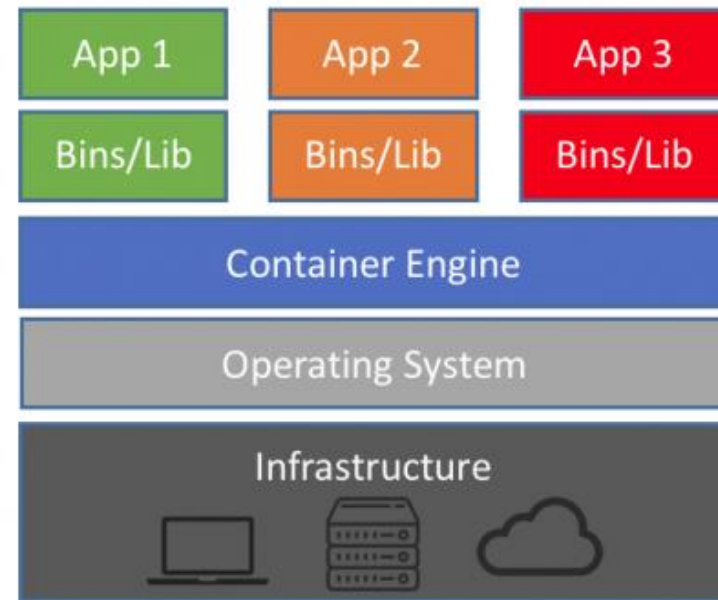 App 1
App 2
App 3
Bins/Lib
Bins/Lib
Bins/Lib
Container Engine
Operating System
Infrastructure